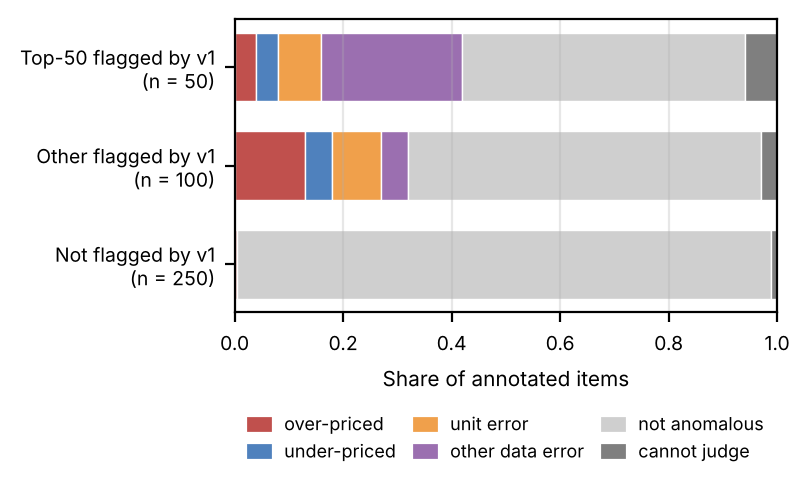 Top-50 flagged by v1
(n = 50)
Other flagged by v1
(n = 100)
Not flagged by v1
(n = 250)
0.0 0.2 0.4 0.6 0.8 1.0
Share of annotated items
over-priced unit error not anomalous
under-priced other data error cannot judge